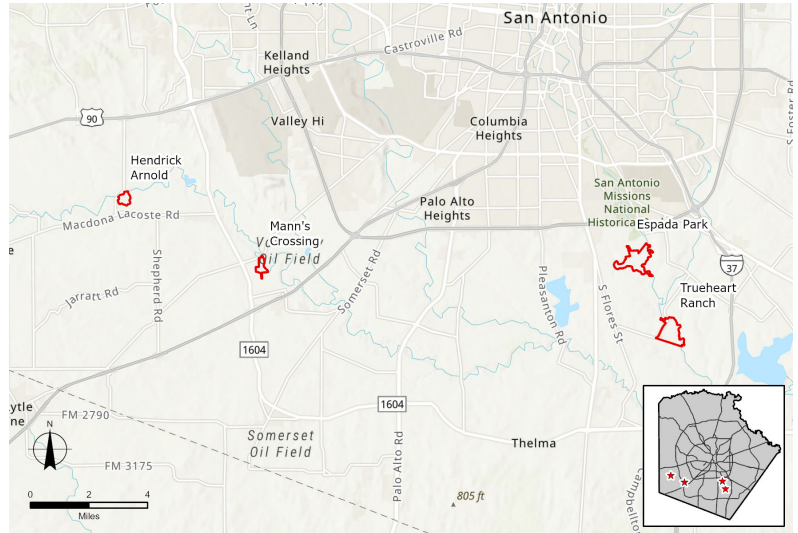 San Antonio
Castroville Rd
Kelland
Heights
S Foster Rd
90
Valley Hi
Columbia
Heights
Hendrick
Arnold
San Antonio
Missions
National
Palo Alto
Heights
Macdona Lacoste Rd
Espada Park
Mann's
Crossing
Oil Field
37
Shepherd Rd
Somerset Rd
Pleasanton Rd
S Flores St
Trueheart
Ranch
Jarratt Rd
1604
1604
FM 2790
N
Somerset
Oil Field
Thelma
FM 3175
Palo Alto Rd
805 ft
0 2 4
Miles